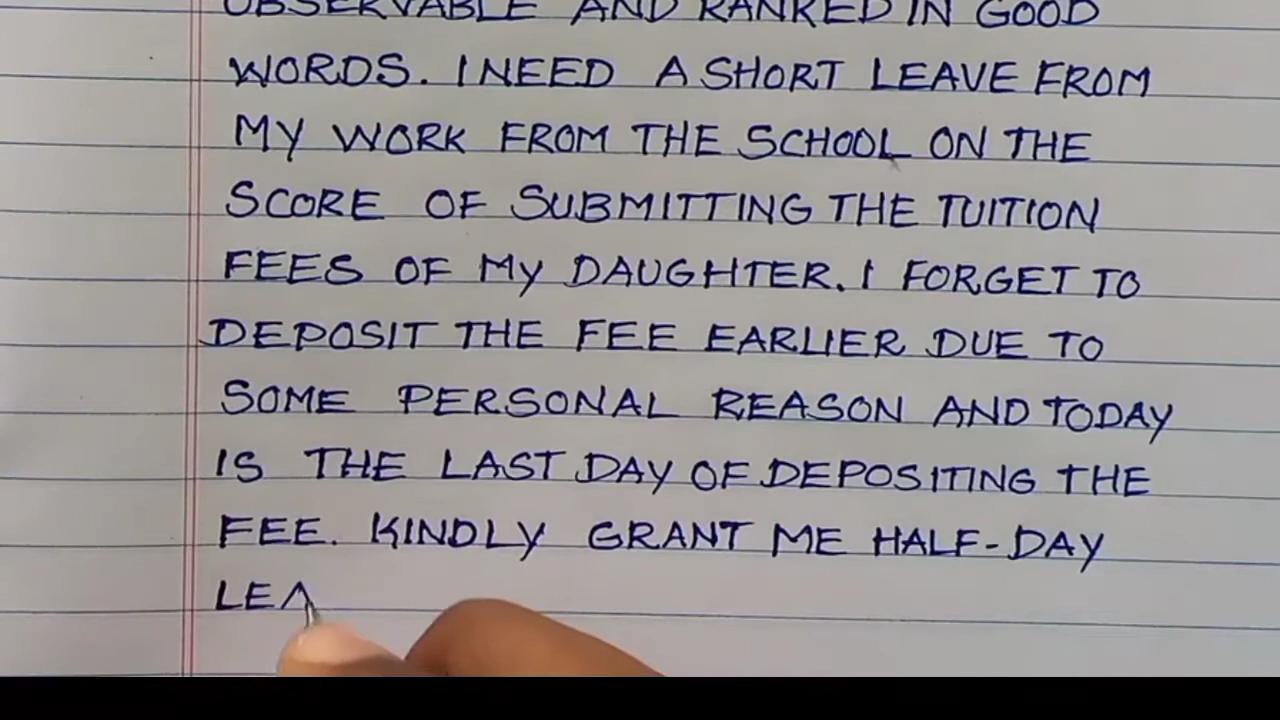 OBSERVABLE AND RANKED IN GOOD
WORDS. I NEED A SHORT LEAVE FROM
MY WORK FROM THE SCHOOL ON THE
SCORE OF SUBMITTING THE TUITION
FEES OF MY DAUGHTER. I FORGET TO
DEPOSIT THE FEE EARLIER DUE TO
SOME PERSONAL REASON AND TODAY
IS THE LAST DAY OF DEPOSITING THE
FEE. KINDLY GRANT ME HALF-DAY
LEA